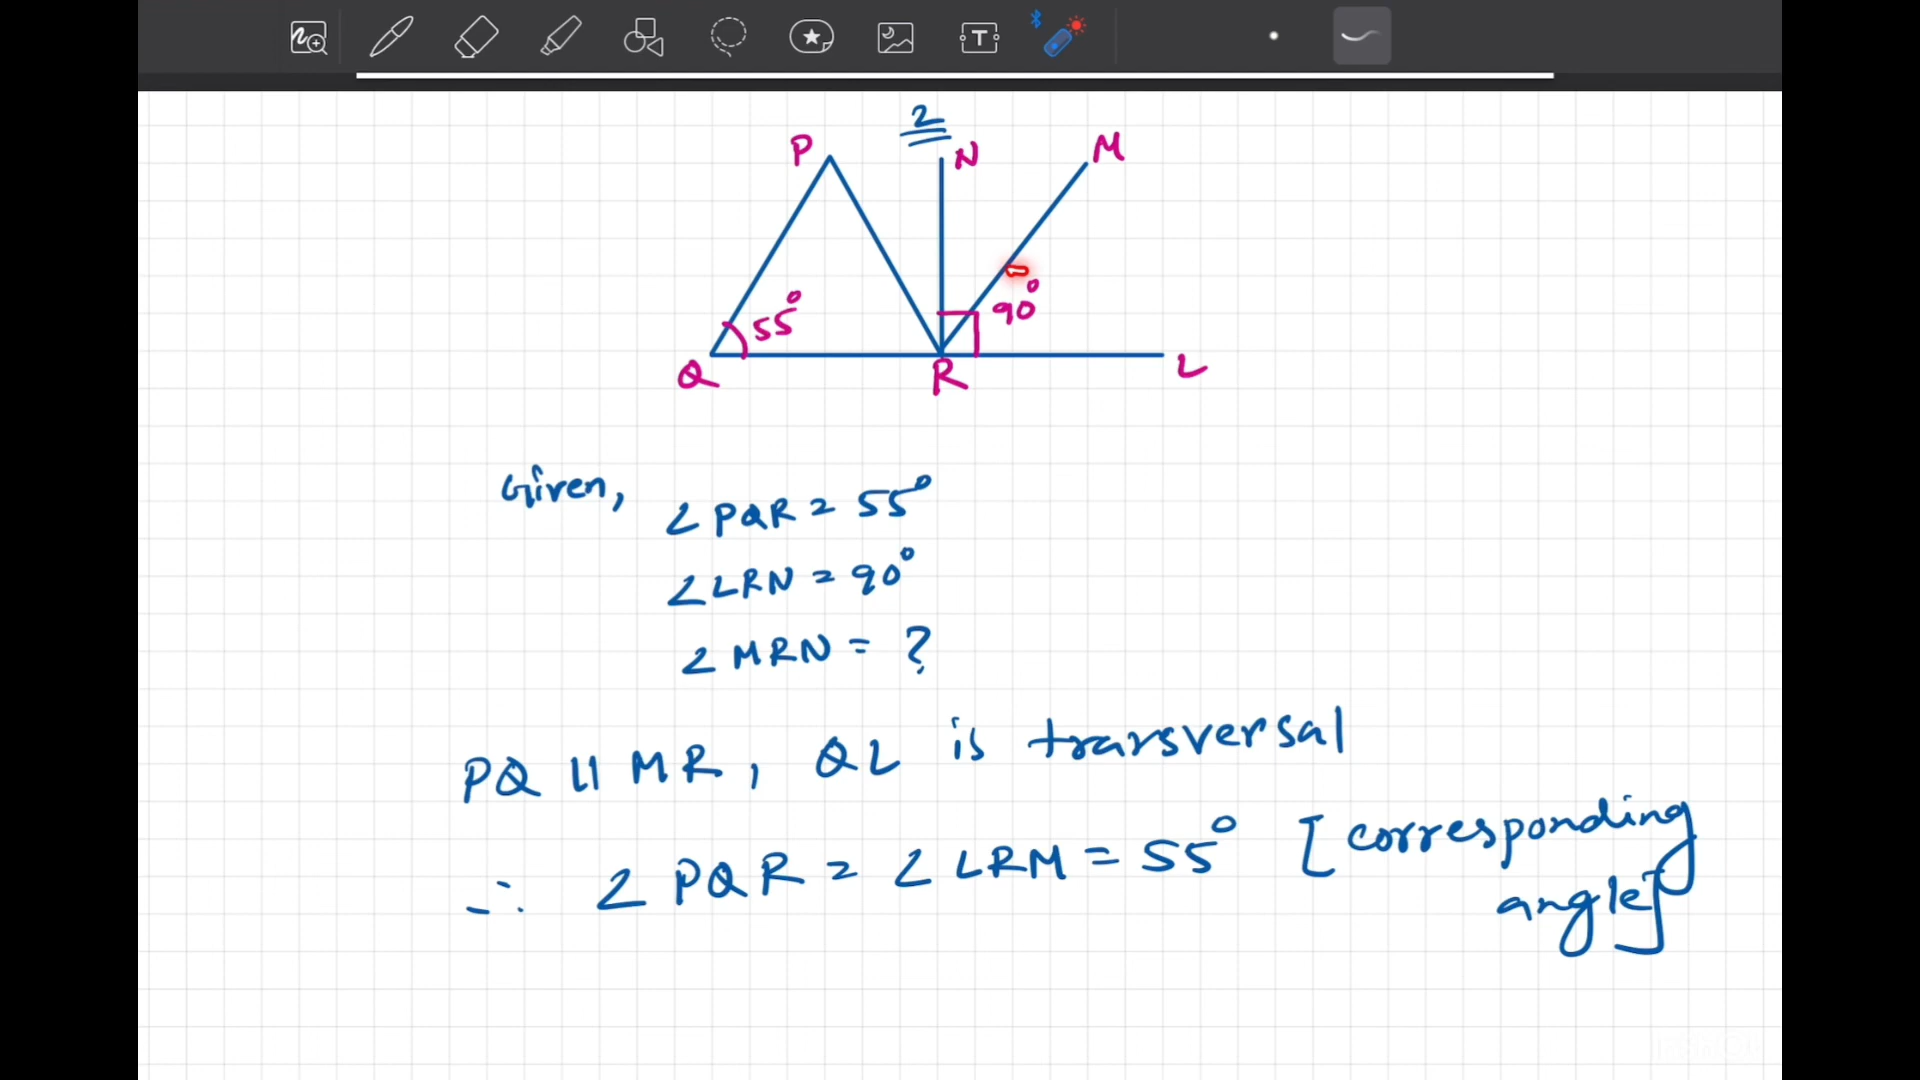 2
P
N
M
55°
90°
Q
R
L
Given,
∠PQR = 55°
∠LRN = 90°
∠MRN = ?
PQ || MR, QL is transversal
∴ ∠PQR = ∠LRM = 55° [corresponding
angle]